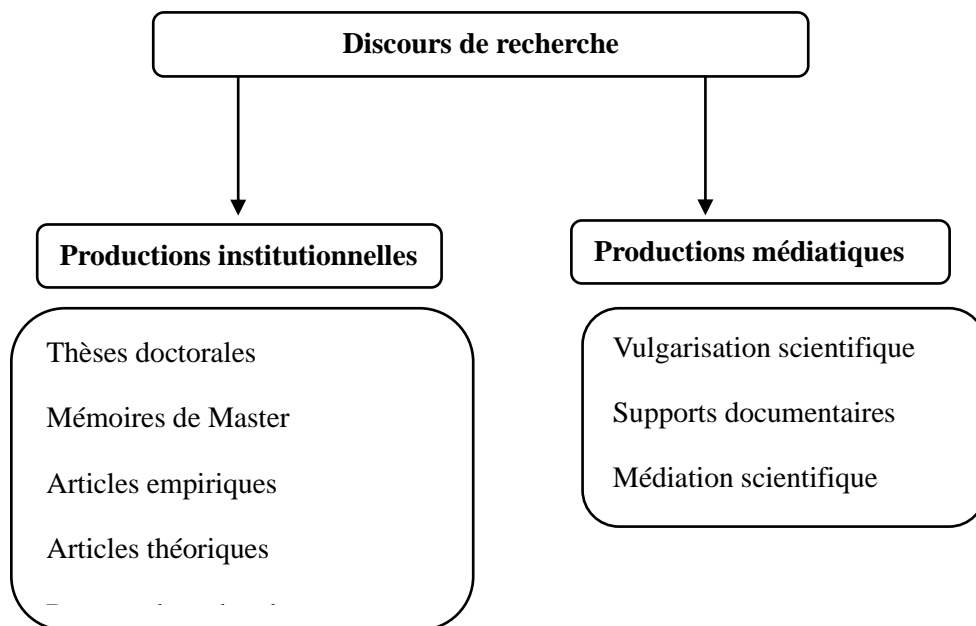 Discours de recherche
Productions institutionnelles
Thèses doctorales
Mémoires de Master
Articles empiriques
Articles théoriques
Productions médiatiques
Vulgarisation scientifique
Supports documentaires
Médiation scientifique